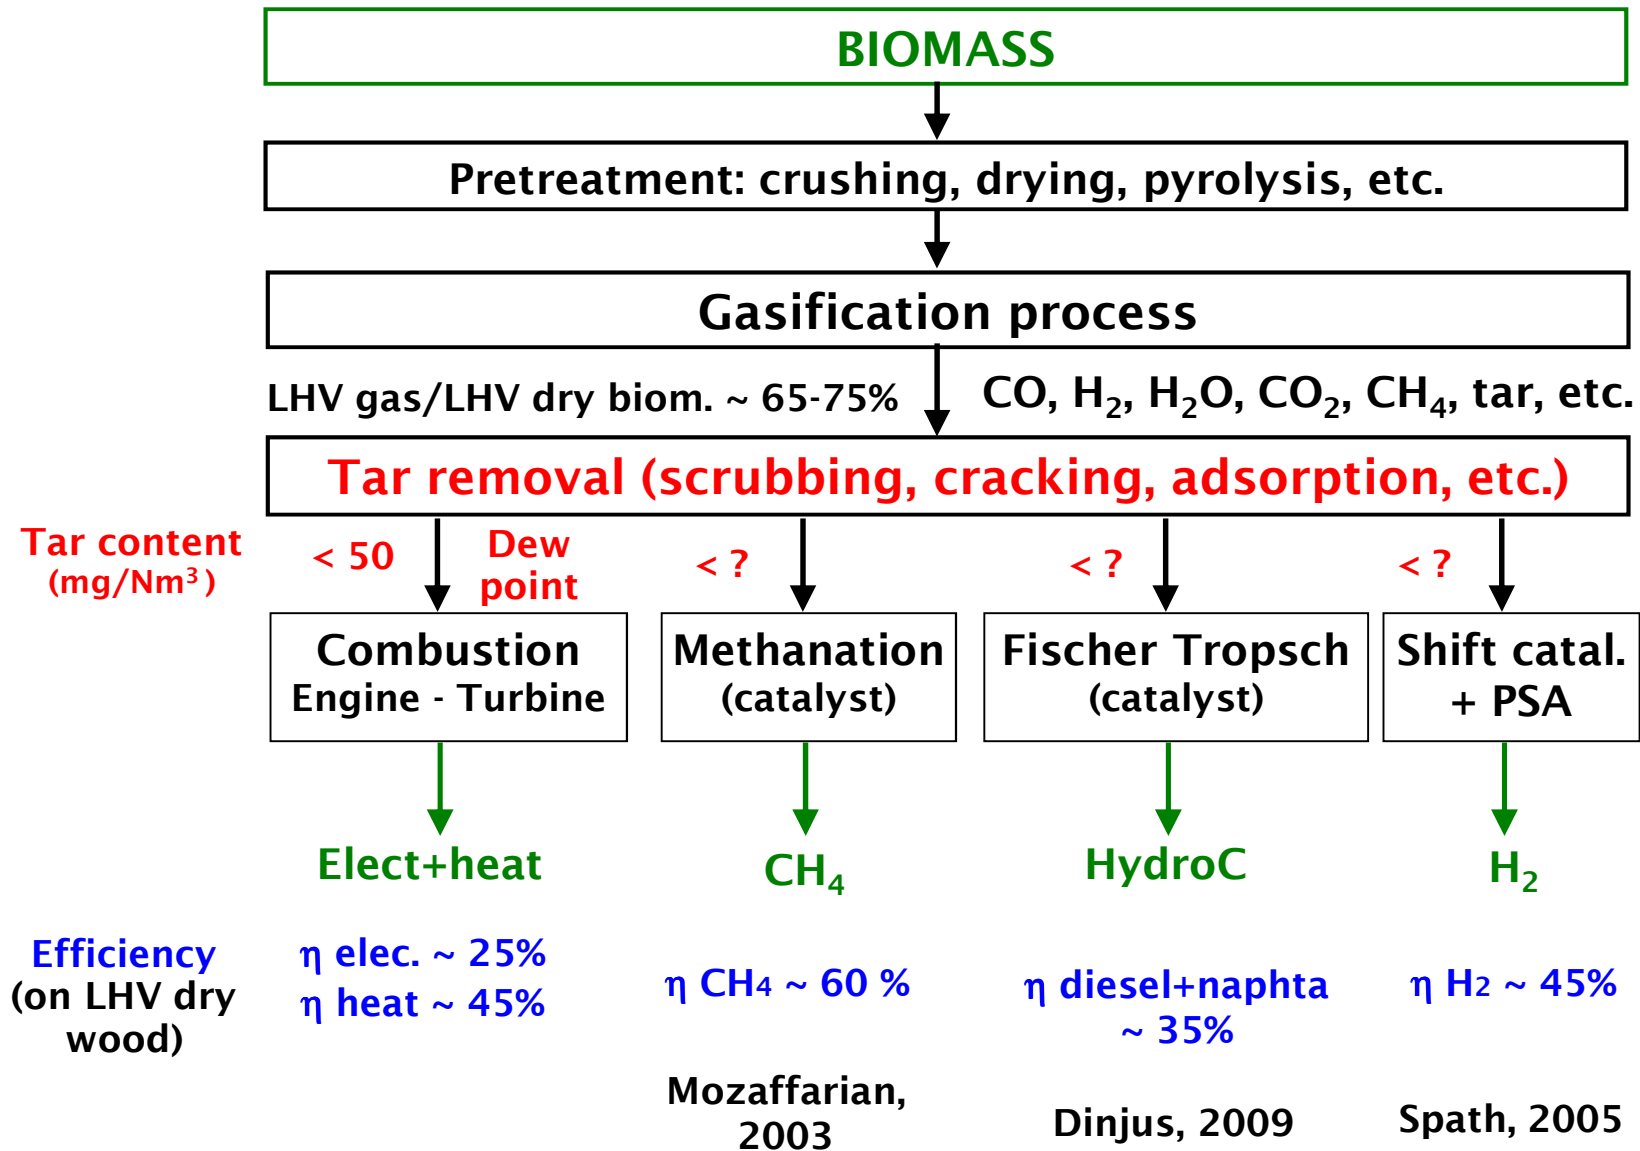 BIOMASS
Pretreatment: crushing, drying, pyrolysis, etc.
Gasification process
LHV gas/LHV dry biom. ~ 65-75%
CO, H₂, H₂O, CO₂, CH₄, tar, etc.
Tar removal (scrubbing, cracking, adsorption, etc.)
Tar content
(mg/Nm³)
< 50
Dew
point
< ?
< ?
< ?
Combustion
Engine - Turbine
Methanation
(catalyst)
Fischer Tropsch
(catalyst)
Shift catal.
+ PSA
Elect+heat
CH₄
HydroC
H₂
Efficiency
(on LHV dry
wood)
η elec. ~ 25%
η heat ~ 45%
η CH₄ ~ 60 %
η diesel+naphta
~ 35%
η H₂ ~ 45%
Mozaffarian,
2003
Dinjus, 2009
Spath, 2005